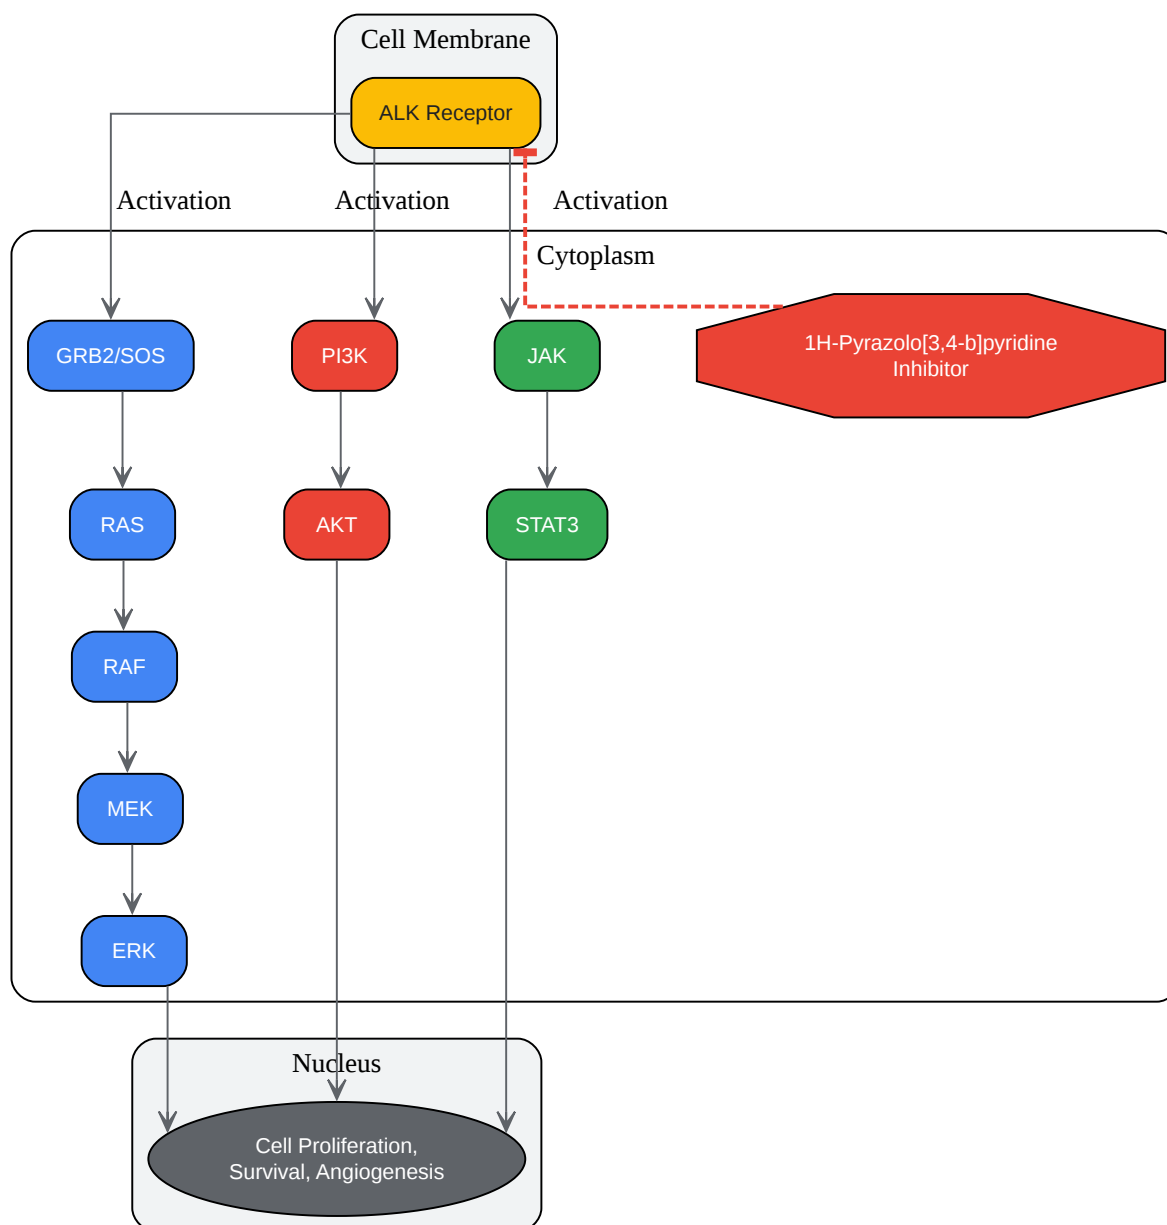 Cell Membrane
ALK Receptor
Activation
Activation
Activation
Cytoplasm
GRB2/SOS
PI3K
JAK
1H-Pyrazolo[3,4-b]pyridine
Inhibitor
RAS
AKT
STAT3
RAF
MEK
ERK
Nucleus
Cell Proliferation,
Survival, Angiogenesis